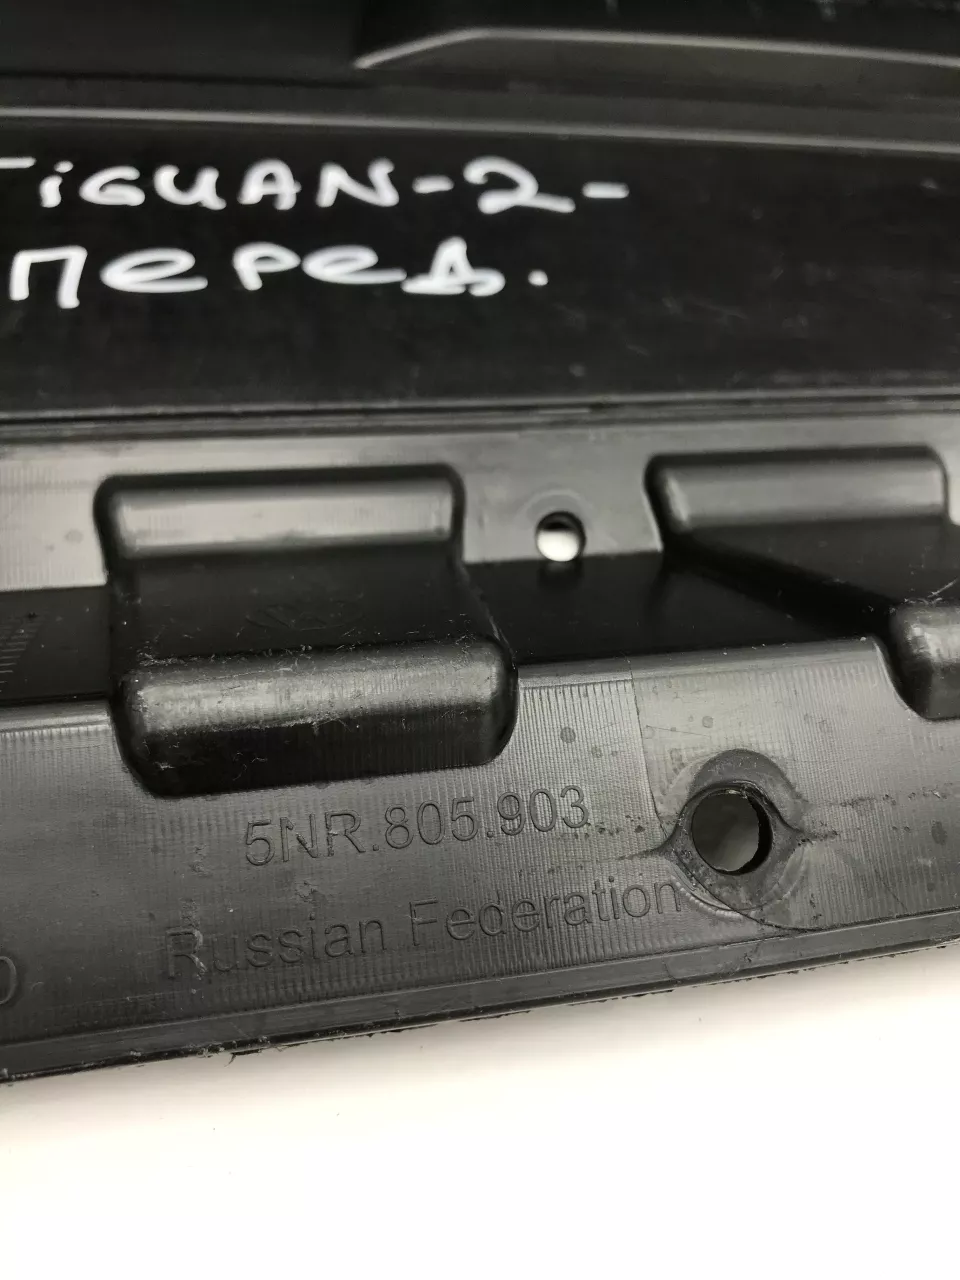 TIGUAN-2-
ПЕРЕД.
5NR.805.903
Russian Federation